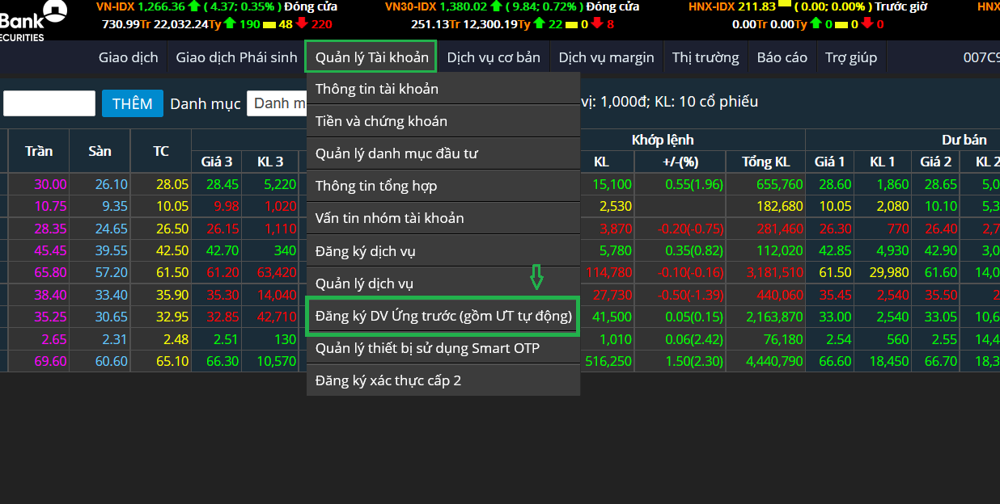 Bank
ECURITIES
VN-IDX 1,266.36 ( 4.37; 0.35% ) Đóng cửa
730.99Tr 22,032.24Tỷ 190 48 220
VN30-IDX 1,380.02 ( 9.84; 0.72% ) Đóng cửa
251.13Tr 12,300.19Tỷ 22 0 8
HNX-IDX 211.83 ( 0.00; 0.00% ) Trước giờ
0.00Tr 0.00Tỷ 0 0 0
HNX
Giao dịch Giao dịch Phái sinh Quản lý Tài khoản Dịch vụ cơ bản Dịch vụ margin Thị trường Báo cáo Trợ giúp 007C9
THÊM Danh mục Danh m vị: 1,000đ; KL: 10 cổ phiếu
Thông tin tài khoản
Tiền và chứng khoán
Quản lý danh mục đầu tư
Thông tin tổng hợp
Vấn tin nhóm tài khoản
Đăng ký dịch vụ
Quản lý dịch vụ
Đăng ký DV Ứng trước (gồm ƯT tự động)
Quản lý thiết bị sử dụng Smart OTP
Đăng ký xác thực cấp 2
Trần Sàn TC Khớp lệnh Dư bán
Giá 3 KL 3 KL +/-(%) Tổng KL Giá 1 KL 1 Giá 2 KL 2
30.00 26.10 28.05 28.45 5,220 15,100 0.55(1.96) 655,760 28.60 1,860 28.65 5,0
10.75 9.35 10.05 9.98 1,020 2,530 182,680 10.05 2,080 10.10 5,3
28.35 24.65 26.50 26.15 1,110 3,870 -0.20(-0.75) 281,460 26.30 770 26.40 2,7
45.45 39.55 42.50 42.70 340 5,780 0.35(0.82) 112,020 42.85 4,930 42.90 3,0
65.80 57.20 61.50 61.20 63,420 114,780 -0.10(-0.16) 3,181,510 61.50 29,980 61.60 14,0
38.40 33.40 35.90 35.30 14,040 27,730 -0.50(-1.39) 440,060 35.45 2,540 35.50 2
35.25 30.65 32.95 32.85 42,710 41,500 0.05(0.15) 2,163,870 33.00 2,540 33.05 10,6
2.65 2.31 2.48 2.51 130 1,010 0.06(2.42) 76,180 2.54 560 2.55 14,4
69.60 60.60 65.10 66.30 10,570 516,250 1.50(2.30) 4,440,790 66.60 18,450 66.70 18,3